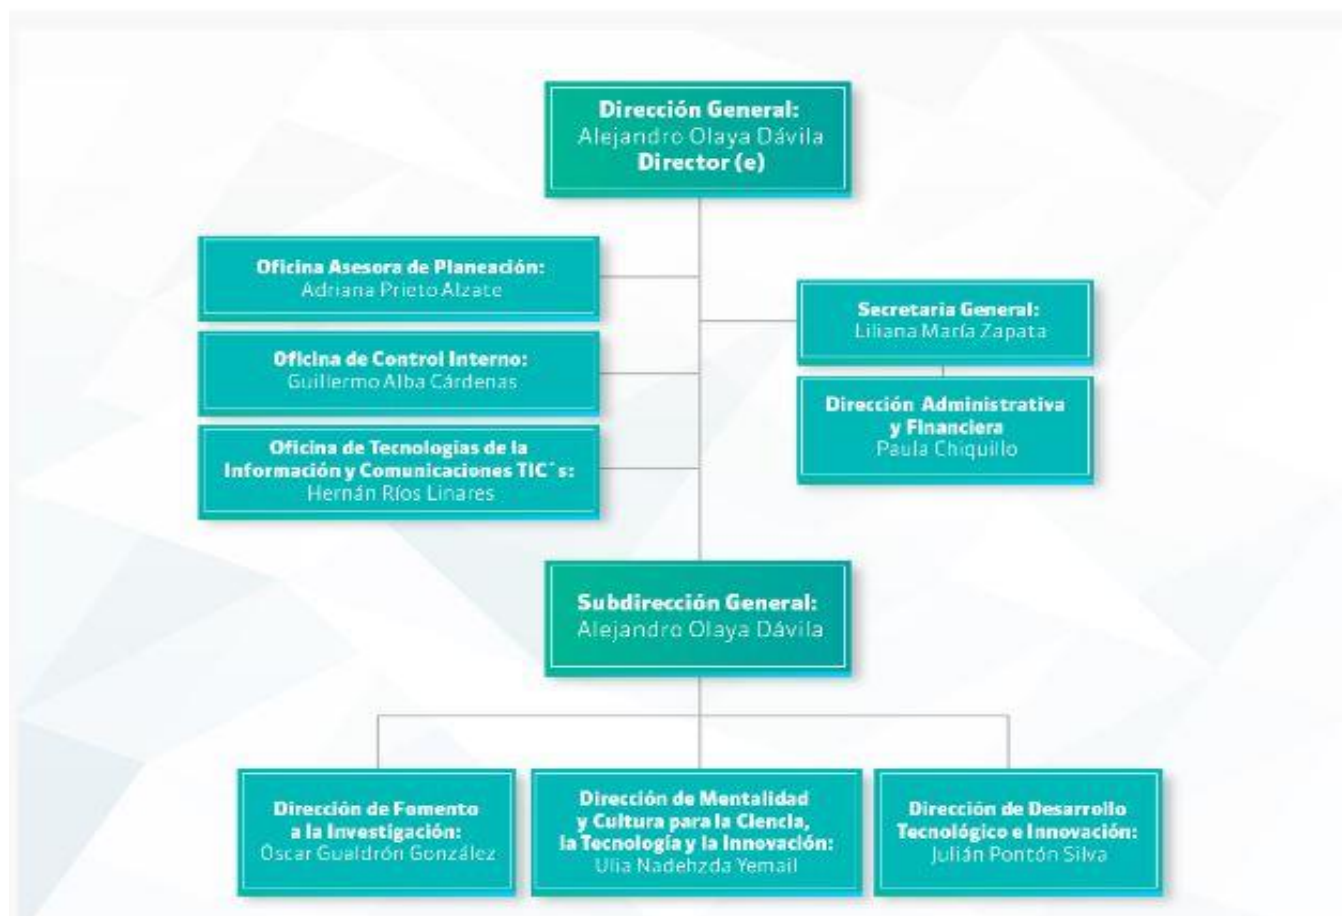 Dirección General:
Alejandro Olaya Dávila
Director (e)
Oficina Asesora de Planeación:
Adriana Prieto Alzate
Oficina de Control Interno:
Guillermo Alba Cárdenas
Oficina de Tecnologías de la
Información y Comunicaciones TIC´s:
Hernán Ríos Linares
Secretaria General:
Liliana María Zapata
Dirección Administrativa
y Financiera
Paula Chiquillo
Subdirección General:
Alejandro Olaya Dávila
Dirección de Fomento
a la Investigación:
Óscar Gualdrón González
Dirección de Mentalidad
y Cultura para la Ciencia,
la Tecnología y la Innovación:
Ulia Nadehzda Yemail
Dirección de Desarrollo
Tecnológico e Innovación:
Julián Pontón Silva